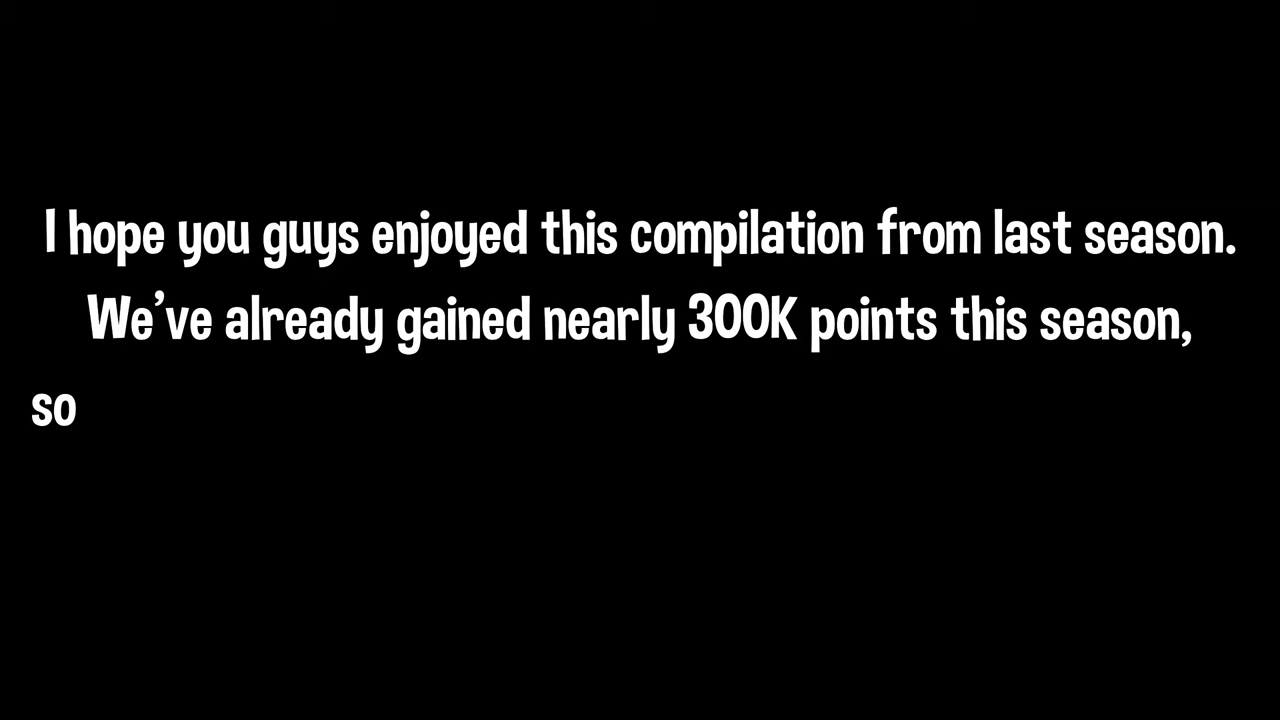 I hope you guys enjoyed this compilation from last season.
We've already gained nearly 300K points this season,
so